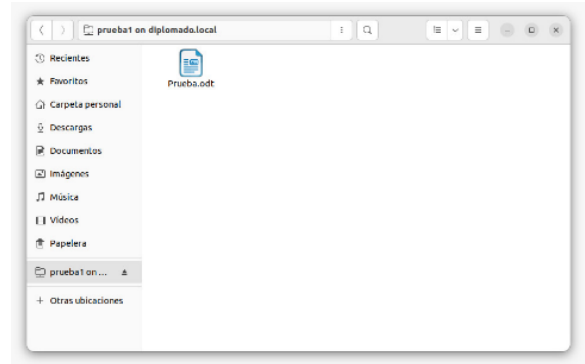 prueba1 on diplomado.local
Recientes
Prueba.odt
Favoritos
Carpeta personal
Descargas
Documentos
Imágenes
Música
Vídeos
Papelera
prueba1 on ...
+ Otras ubicaciones